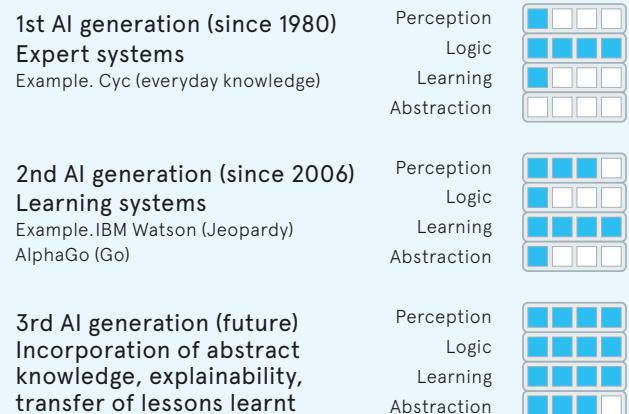 1st AI generation (since 1980)
Expert systems
Example. Cyc (everyday knowledge)
Perception
Logic
Learning
Abstraction
2nd AI generation (since 2006)
Learning systems
Example.IBM Watson (Jeopardy)
AlphaGo (Go)
Perception
Logic
Learning
Abstraction
3rd AI generation (future)
Incorporation of abstract
knowledge, explainability,
transfer of lessons learnt
Perception
Logic
Learning
Abstraction